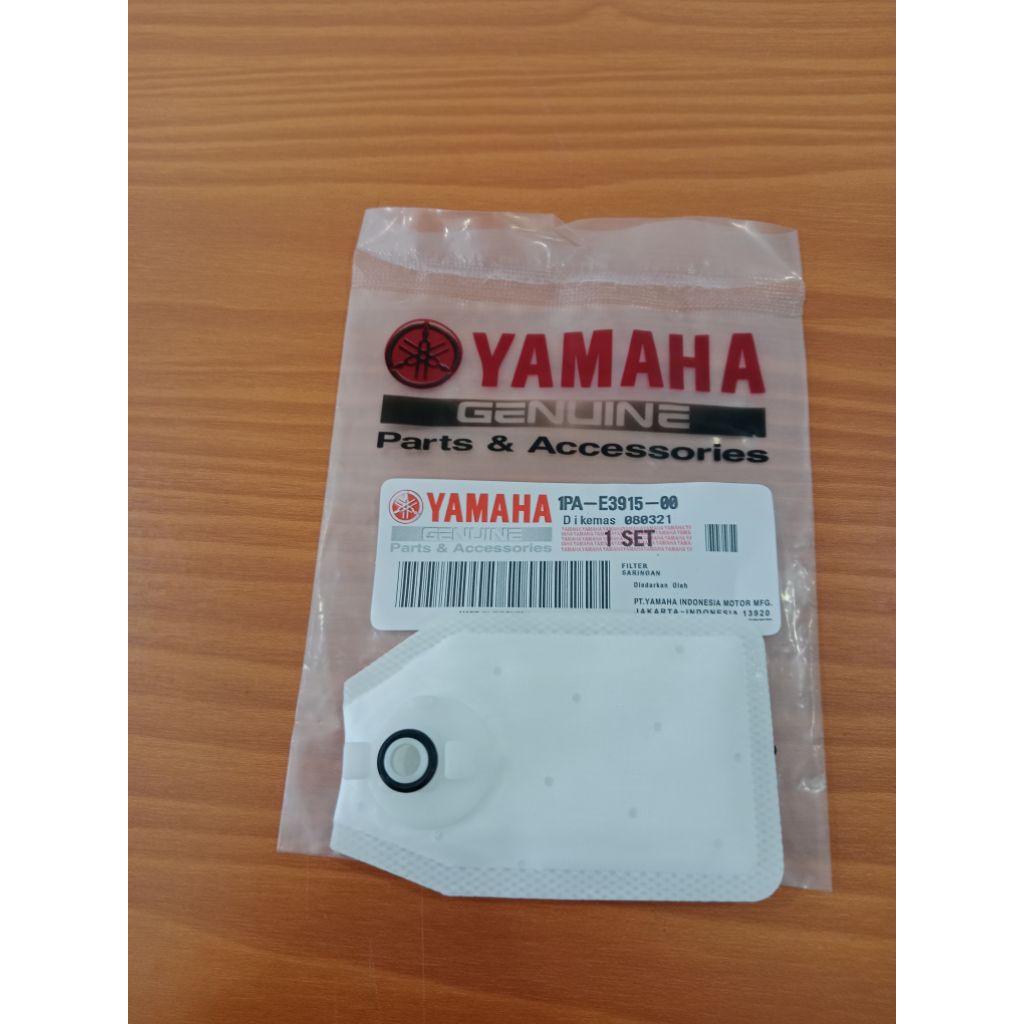 YAMAHA
GENUINE
Parts & Accessories
YAMAHA 1PA-E3915-00
Dikemas 080321
GENUINE 1 SET
Parts & Accessories
FILTER
SARINGAN
Diedarkan Oleh
PT.YAMAHA INDONESIA MOTOR MFG.
JAKARTA-INDONESIA 13920